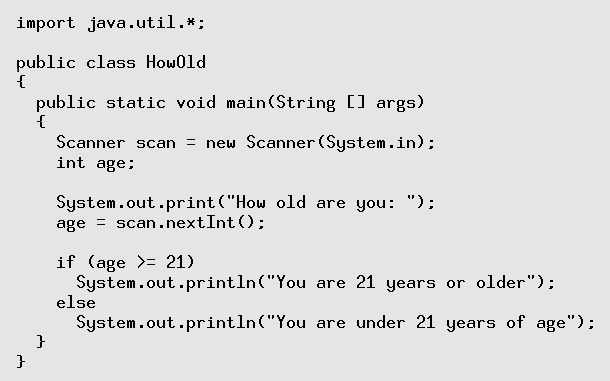 import java.util.*;

public class HowOld
{
  public static void main(String [] args)
  {
    Scanner scan = new Scanner(System.in);
    int age;

    System.out.print("How old are you: ");
    age = scan.nextInt();

    if (age >= 21)
      System.out.println("You are 21 years or older");
    else
      System.out.println("You are under 21 years of age");
  }
}